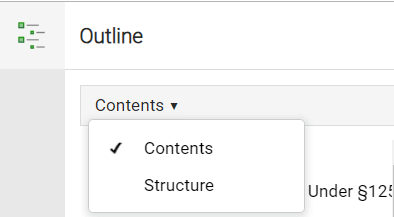 Outline
Contents ▾
✓ Contents
Structure
Under §125